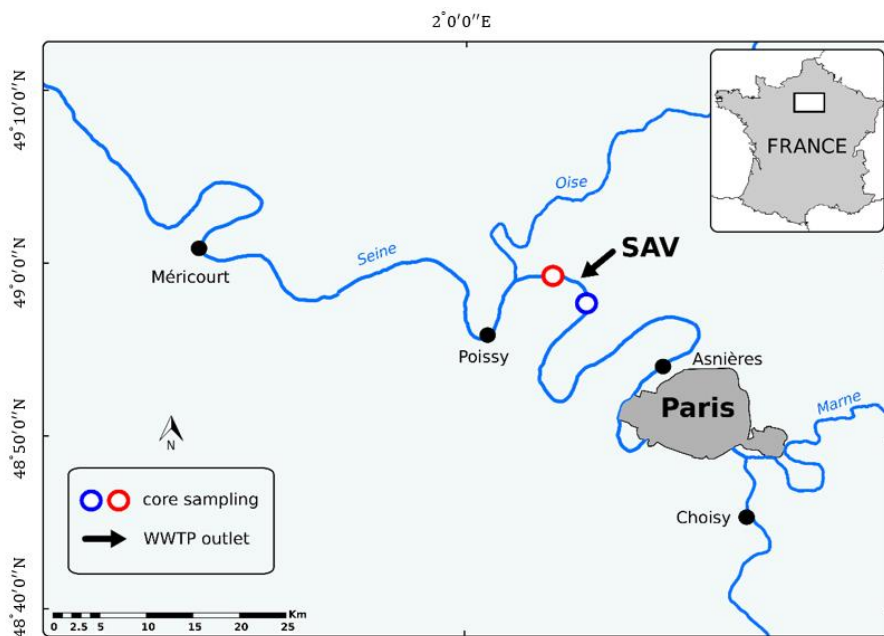 2°0'0''E
49°10'0''N
FRANCE
Oise
SAV
Seine
49°0'0''N
Méricourt
Poissy
Asnières
Paris
Marne
48°50'0''N
N
core sampling
WWTP outlet
Choisy
48°40'0''N
Km
0 2.5 5 10 15 20 25